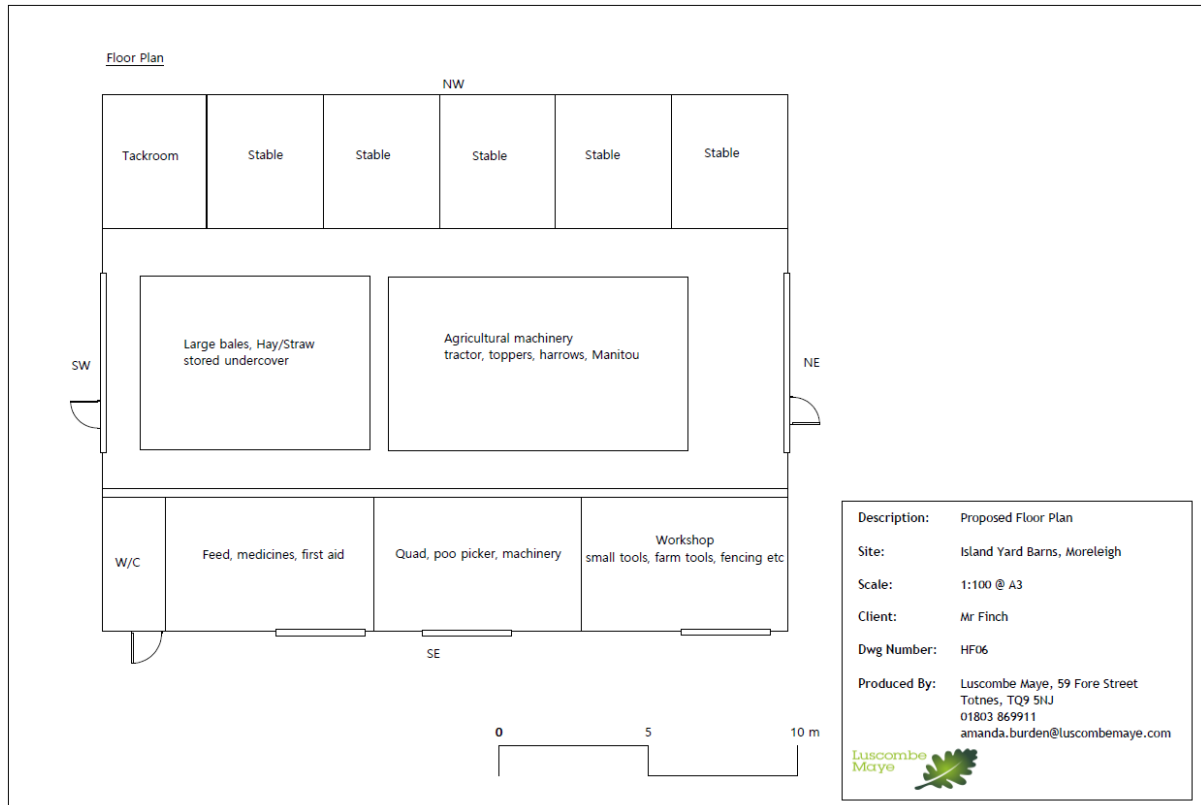 Floor Plan
NW
Tackroom
Stable
Stable
Stable
Stable
Stable
Large bales, Hay/Straw
stored undercover
Agricultural machinery
tractor, toppers, harrows, Manitou
SW
NE
W/C
Feed, medicines, first aid
Quad, poo picker, machinery
Workshop
small tools, farm tools, fencing etc
SE
0
5
10 m
Description: Proposed Floor Plan
Site: Island Yard Barns, Moreleigh
Scale: 1:100 @ A3
Client: Mr Finch
Dwg Number: HF06
Produced By: Luscombe Maye, 59 Fore Street
Totnes, TQ9 5NJ
01803 869911
amanda.burden@luscombemaye.com
Luscombe
Maye